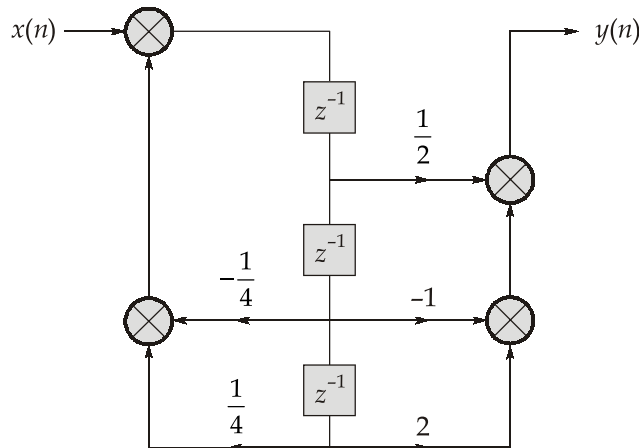 x(n)
y(n)
z⁻¹
1/2
z⁻¹
-1/4
–1
z⁻¹
1/4
2